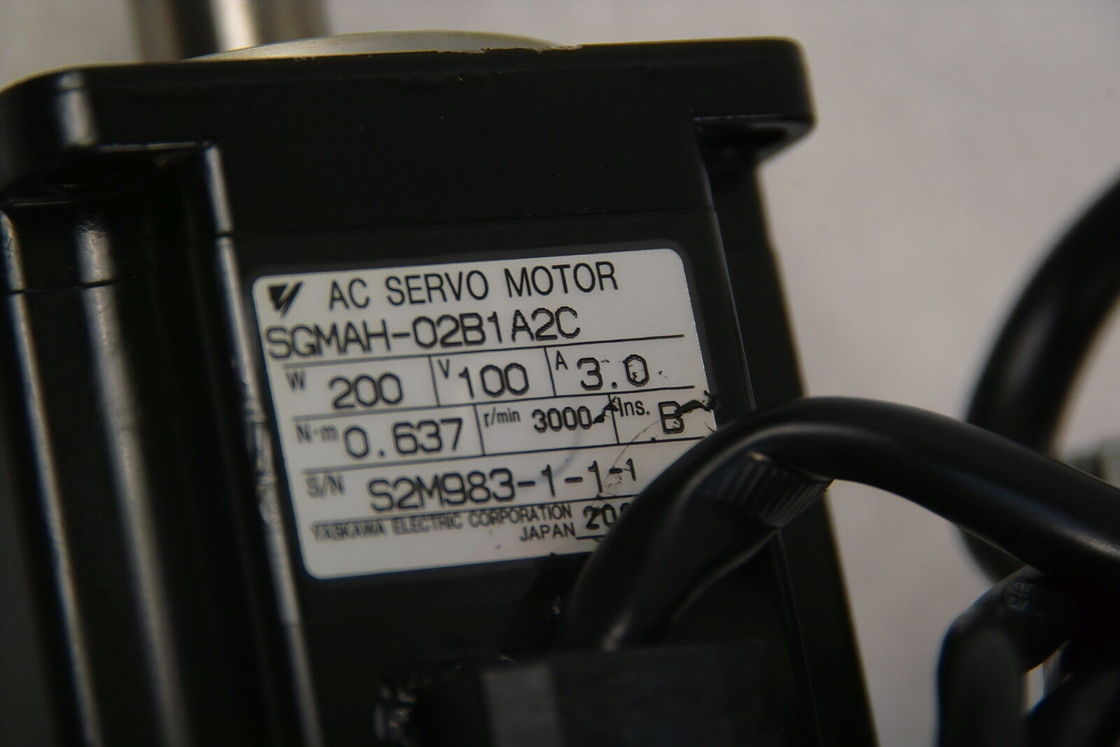 AC SERVO MOTOR
SGMAH-02B1A2C
W 200 V 100 A 3.0
N·m 0.637 r/min 3000 Ins. B
S/N S2M983-1-1-1
YASKAWA ELECTRIC CORPORATION
JAPAN